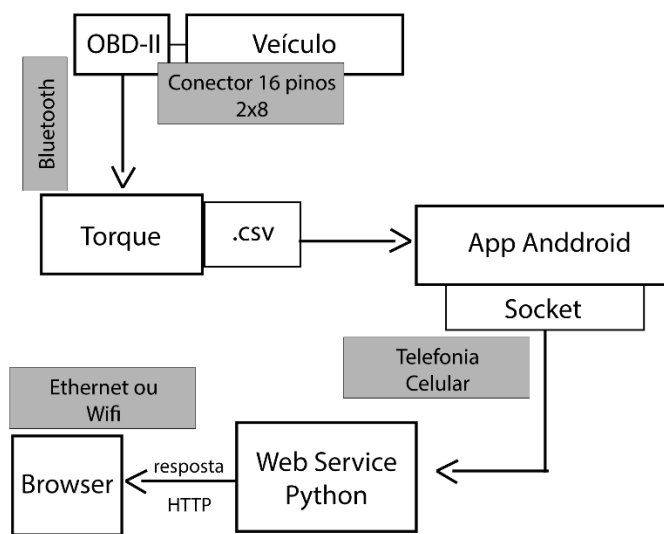 OBD-II
Veículo
Conector 16 pinos
2x8
Bluetooth
Torque
.csv
App Anddroid
Socket
Telefonia
Celular
Ethernet ou
Wifi
Browser
resposta
HTTP
Web Service
Python